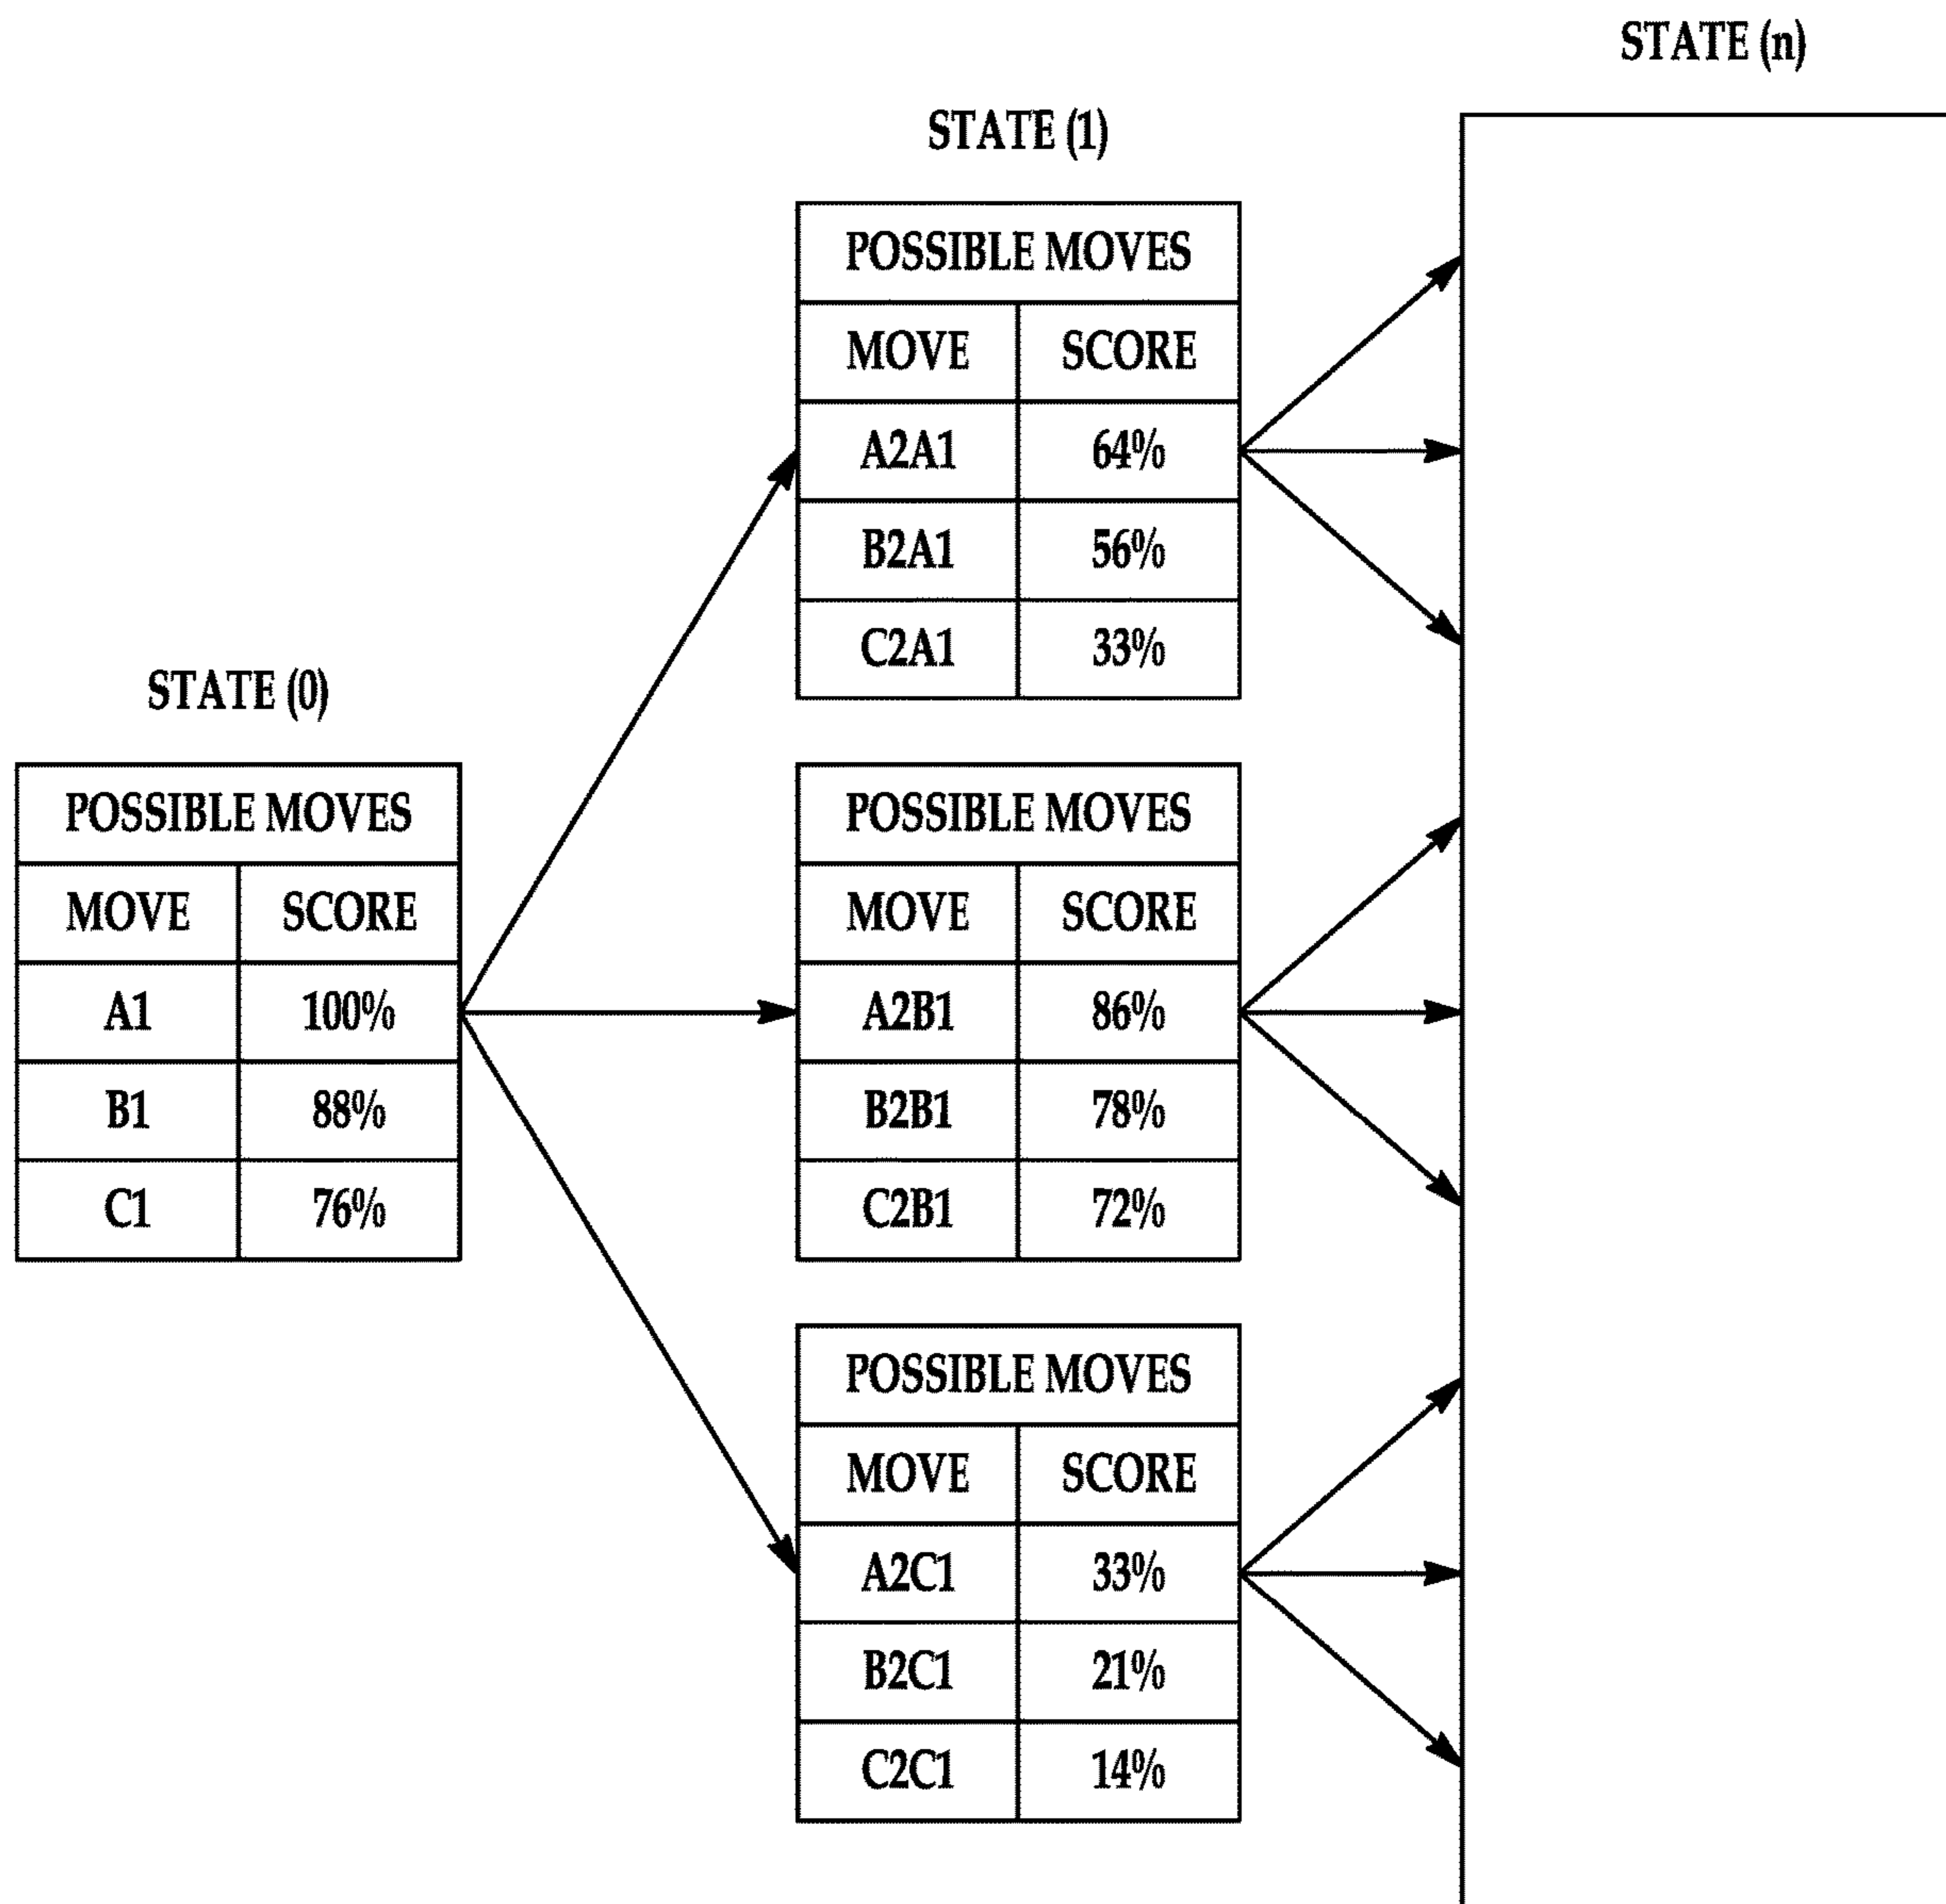 STATE (n)
STATE (1)
POSSIBLE MOVES
MOVE SCORE
A2A1 64%
B2A1 56%
C2A1 33%
STATE (0)
POSSIBLE MOVES
MOVE SCORE
A1 100%
B1 88%
C1 76%
POSSIBLE MOVES
MOVE SCORE
A2B1 86%
B2B1 78%
C2B1 72%
POSSIBLE MOVES
MOVE SCORE
A2C1 33%
B2C1 21%
C2C1 14%